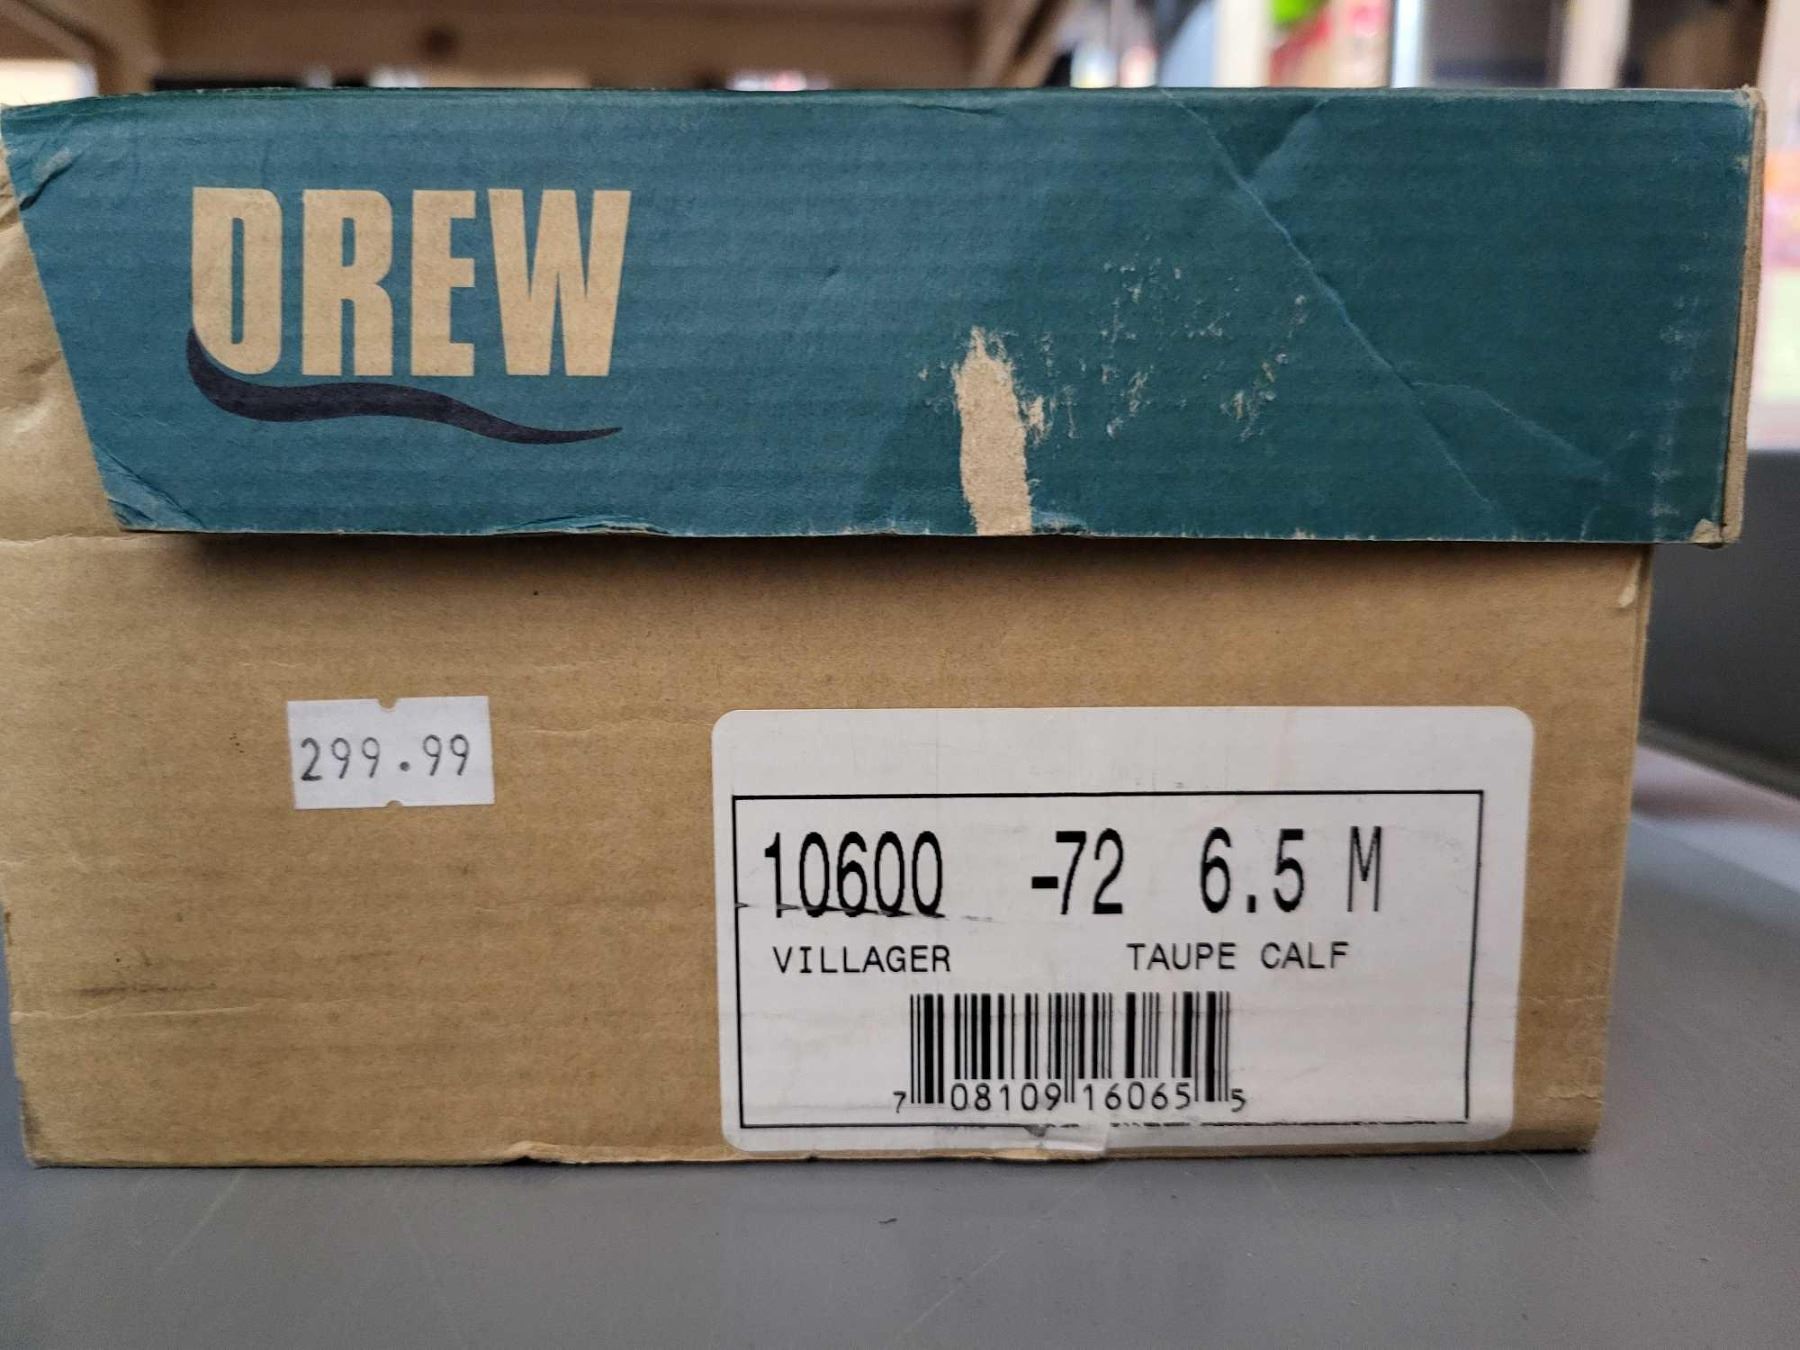 DREW
299.99
10600 -72 6.5 M
VILLAGER TAUPE CALF
7 08109 16065 5